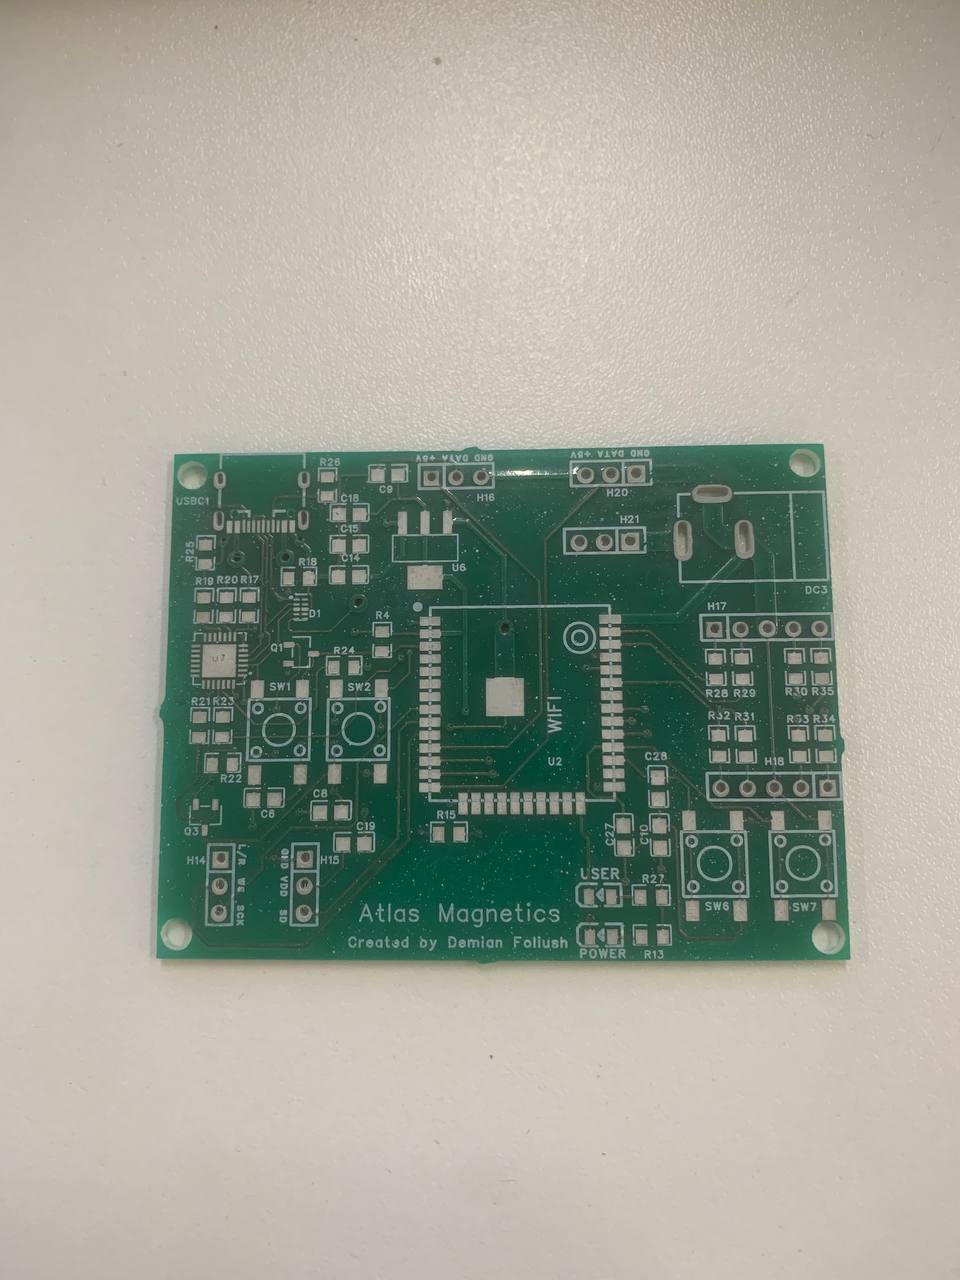 GND DATA +5V
GND DATA +5V
R26
C9
H16
H20
USBC1
C18
H21
C15
R25
C14
U6
R18
DC3
R19 R20 R17
D1
H17
R4
Q1
U7
R24
R28 R29
R30 R35
SW1
SW2
R21 R23
WIFI
R32 R31
R33 R34
R22
U2
C28
H18
C8
C6
Q3
R15
C19
C27
C10
H14
L/R WS SCK
GND VDD SD
H15
USER
R27
SW6
SW7
Atlas Magnetics
Created by Demian Foliush
POWER
R13